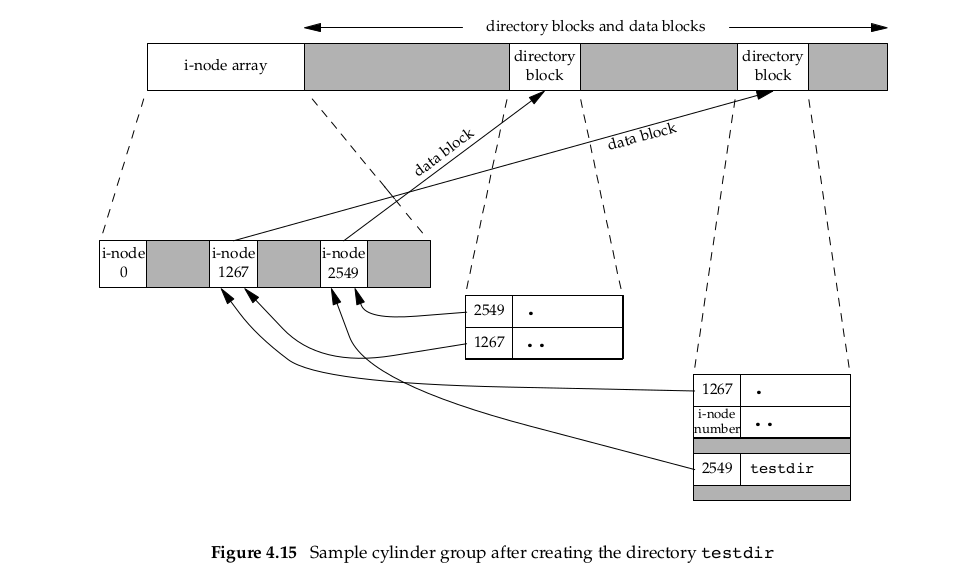 directory blocks and data blocks
i-node array
directory
block
directory
block
data block
data block
i-node
0
i-node
1267
i-node
2549
2549 .
1267 ..
1267 .
i-node
number ..
2549 testdir
Figure 4.15 Sample cylinder group after creating the directory testdir